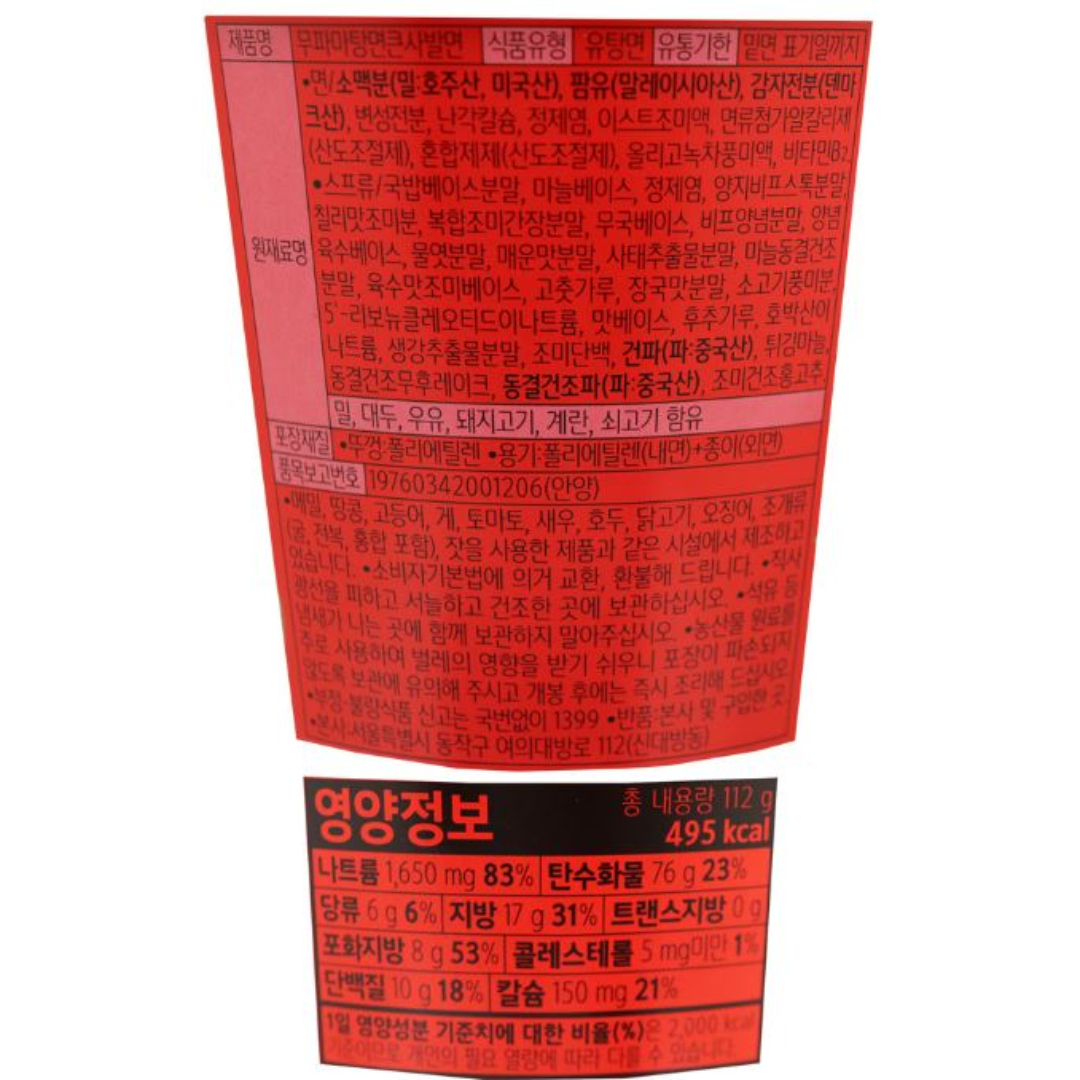 제품명 무파마탕면큰사발면 식품유형 유탕면 유통기한 밑면 표기일까지
원재료명
•면/소맥분(밀:호주산, 미국산), 팜유(말레이시아산), 감자전분(덴마
크산), 변성전분, 난각칼슘, 정제염, 이스트조미액, 면류첨가알칼리제
(산도조절제), 혼합제제(산도조절제), 올리고녹차풍미액, 비타민B₂
•스프류/국밥베이스분말, 마늘베이스, 정제염, 양지비프스톡분말,
칠리맛조미분, 복합조미간장분말, 무국베이스, 비프양념분말, 양념
육수베이스, 물엿분말, 매운맛분말, 사태추출물분말, 마늘동결건조
분말, 육수맛조미베이스, 고춧가루, 장국맛분말, 소고기풍미분,
5'-리보뉴클레오티드이나트륨, 맛베이스, 후추가루, 호박산이
나트륨, 생강추출물분말, 조미단백, 건파(파:중국산), 튀김마늘,
동결건조무후레이크, 동결건조파(파:중국산), 조미건조홍고추
밀, 대두, 우유, 돼지고기, 계란, 쇠고기 함유
포장재질 •뚜껑:폴리에틸렌 •용기:폴리에틸렌(내면)+종이(외면)
품목보고번호 19760342001206(안양)
•메밀, 땅콩, 고등어, 게, 토마토, 새우, 호두, 닭고기, 오징어, 조개류
(굴, 전복, 홍합 포함), 잣을 사용한 제품과 같은 시설에서 제조하고
있습니다. •소비자기본법에 의거 교환, 환불해 드립니다. •직사
광선을 피하고 서늘하고 건조한 곳에 보관하십시오. •석유 등
냄새가 나는 곳에 함께 보관하지 말아주십시오. •농산물 원료를
주로 사용하여 벌레의 영향을 받기 쉬우니 포장이 파손되지
않도록 보관에 유의해 주시고 개봉 후에는 즉시 조리해 드십시오.
•부정·불량식품 신고는 국번없이 1399 •반품:본사 및 구입한 곳
•본사:서울특별시 동작구 여의대방로 112(신대방동)
영양정보 총 내용량 112 g
495 kcal
나트륨 1,650 mg 83% 탄수화물 76 g 23%
당류 6 g 6% 지방 17 g 31% 트랜스지방 0 g
포화지방 8 g 53% 콜레스테롤 5 mg미만 1%
단백질 10 g 18% 칼슘 150 mg 21%
1일 영양성분 기준치에 대한 비율(%)은 2,000 kcal
기준이므로 개인의 필요 열량에 따라 다를 수 있습니다.